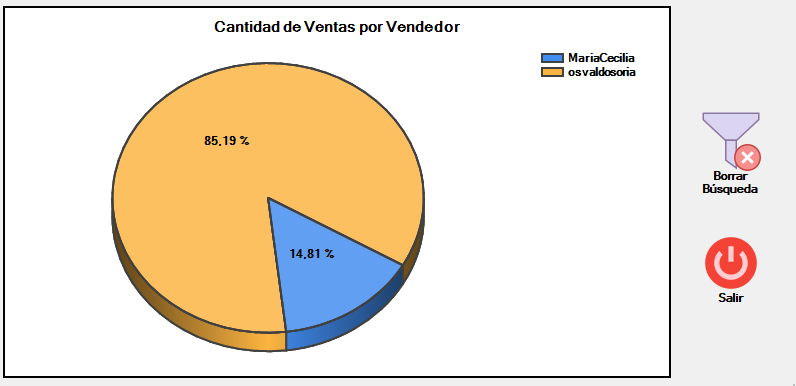 Cantidad de Ventas por Vendedor
MariaCecilia
osvaldosoria
85,19 %
14,81 %
Borrar
Búsqueda
Salir